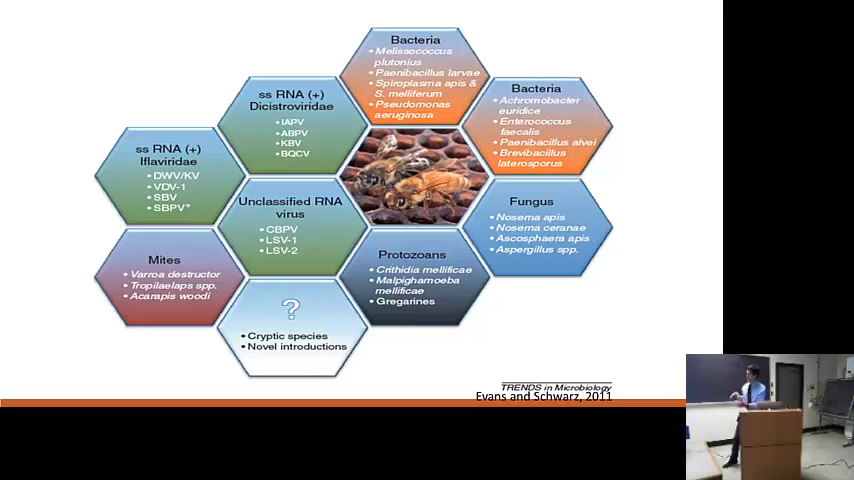 Bacteria
• Melissococcus
plutonius
• Paenibacillus larvae
• Spiroplasma apis &
S. melliferum
• Pseudomonas
aeruginosa
Bacteria
• Achromobacter
euridice
• Enterococcus
faecalis
• Paenibacillus alvei
• Brevibacillus
laterosporus
ss RNA (+)
Dicistroviridae
• IAPV
• ABPV
• KBV
• BQCV
ss RNA (+)
Iflaviridae
• DWV/KV
• VDV-1
• SBV
• SBPV*
Unclassified RNA
virus
• CBPV
• LSV-1
• LSV-2
Fungus
• Nosema apis
• Nosema ceranae
• Ascosphaera apis
• Aspergillus spp.
Mites
• Varroa destructor
• Tropilaelaps spp.
• Acarapis woodi
Protozoans
• Crithidia mellificae
• Malpighamoeba
mellificae
• Gregarines
?
• Cryptic species
• Novel introductions
TRENDS in Microbiology
Evans and Schwarz, 2011